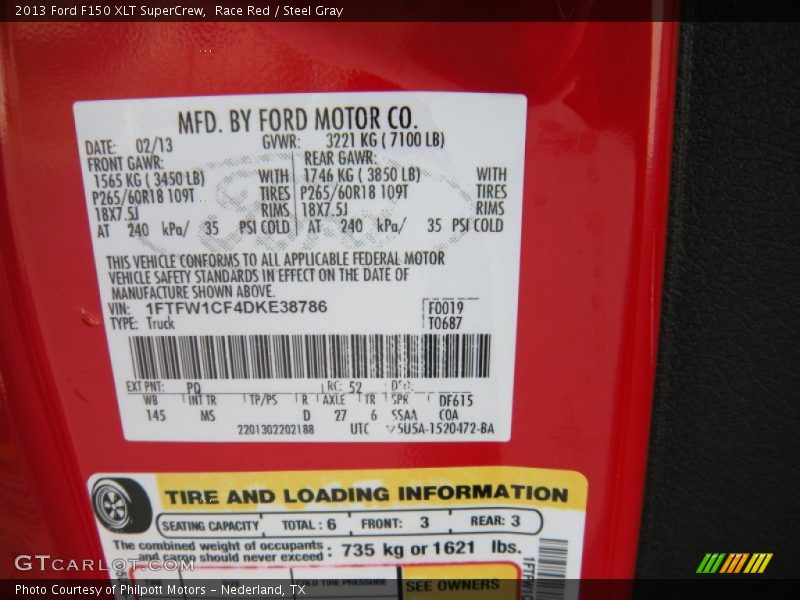 2013 Ford F150 XLT SuperCrew,  Race Red / Steel Gray
MFD. BY FORD MOTOR CO.
DATE: 02/13 GVWR: 3221 KG ( 7100 LB)
FRONT GAWR: REAR GAWR:
1565 KG ( 3450 LB) WITH 1746 KG ( 3850 LB) WITH
P265/60R18 109T TIRES P265/60R18 109T TIRES
18X7.5J RIMS 18X7.5J RIMS
AT 240 kPa/ 35 PSI COLD AT 240 kPa/ 35 PSI COLD
THIS VEHICLE CONFORMS TO ALL APPLICABLE FEDERAL MOTOR
VEHICLE SAFETY STANDARDS IN EFFECT ON THE DATE OF
MANUFACTURE SHOWN ABOVE.
VIN: 1FTFW1CF4DKE38786 F0019
TYPE: Truck T0687
EXT PNT: PQ RC: 52 DSO:
WB INT TR TP/PS R AXLE TR SPR DF615
145 MS D 27 6 SSAA COA
2201302202188 UTC 5U5A-1520472-BA
TIRE AND LOADING INFORMATION
SEATING CAPACITY TOTAL : 6 FRONT: 3 REAR: 3
The combined weight of occupants
and cargo should never exceed : 735 kg or 1621 lbs.
COLD TIRE PRESSURE SEE OWNERS
GTCarLot.com
Photo Courtesy of Philpott Motors - Nederland, TX